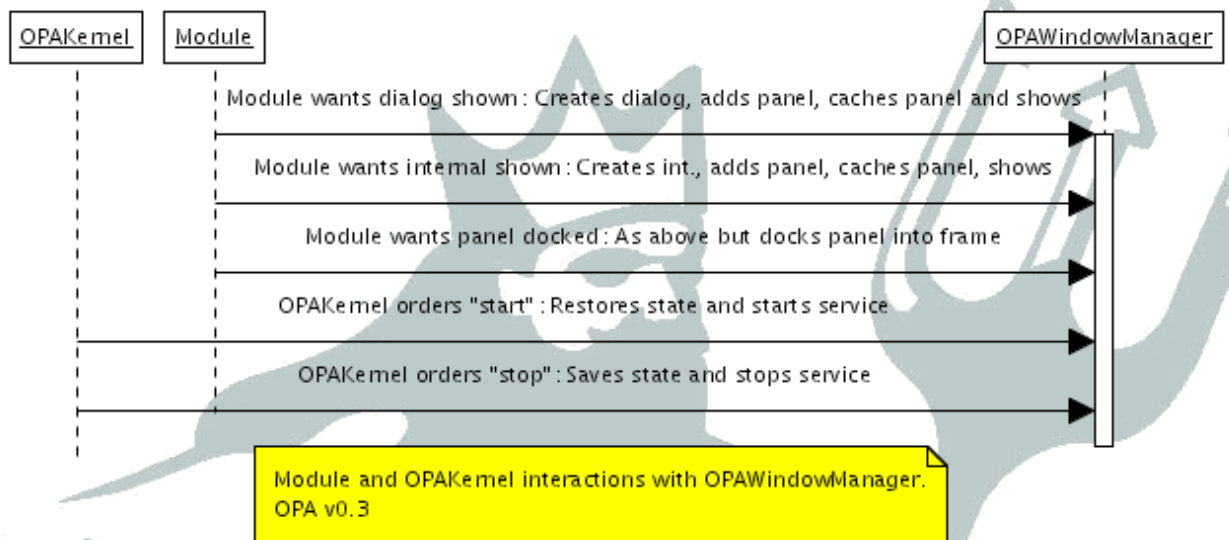 OPAKernel
Module
OPAWindowManager
Module wants dialog shown : Creates dialog, adds panel, caches panel and shows
Module wants internal shown : Creates int., adds panel, caches panel, shows
Module wants panel docked : As above but docks panel into frame
OPAKernel orders "start" : Restores state and starts service
OPAKernel orders "stop" : Saves state and stops service
Module and OPAKernel interactions with OPAWindowManager.
OPA v0.3